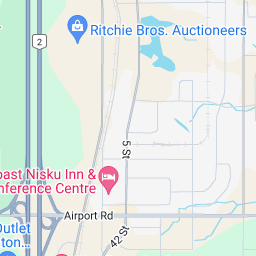 Ritchie Bros. Auctioneers
2
5 St
oast Nisku Inn &
nference Centre
Airport Rd
Outlet
ton...
42 St